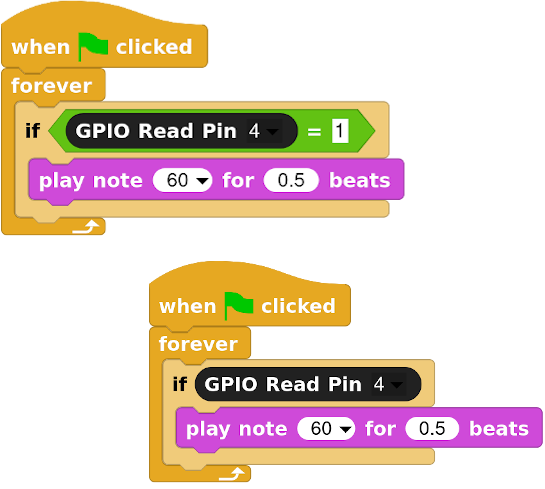 when clicked
forever
if GPIO Read Pin 4 = 1
play note 60 for 0.5 beats
when clicked
forever
if GPIO Read Pin 4
play note 60 for 0.5 beats